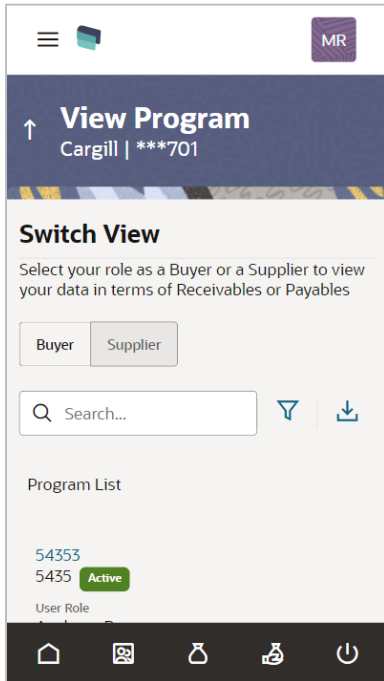 MR
View Program
Cargill | ***701
Switch View
Select your role as a Buyer or a Supplier to view
your data in terms of Receivables or Payables
Buyer Supplier
Search...
Program List
54353
5435 Active
User Role